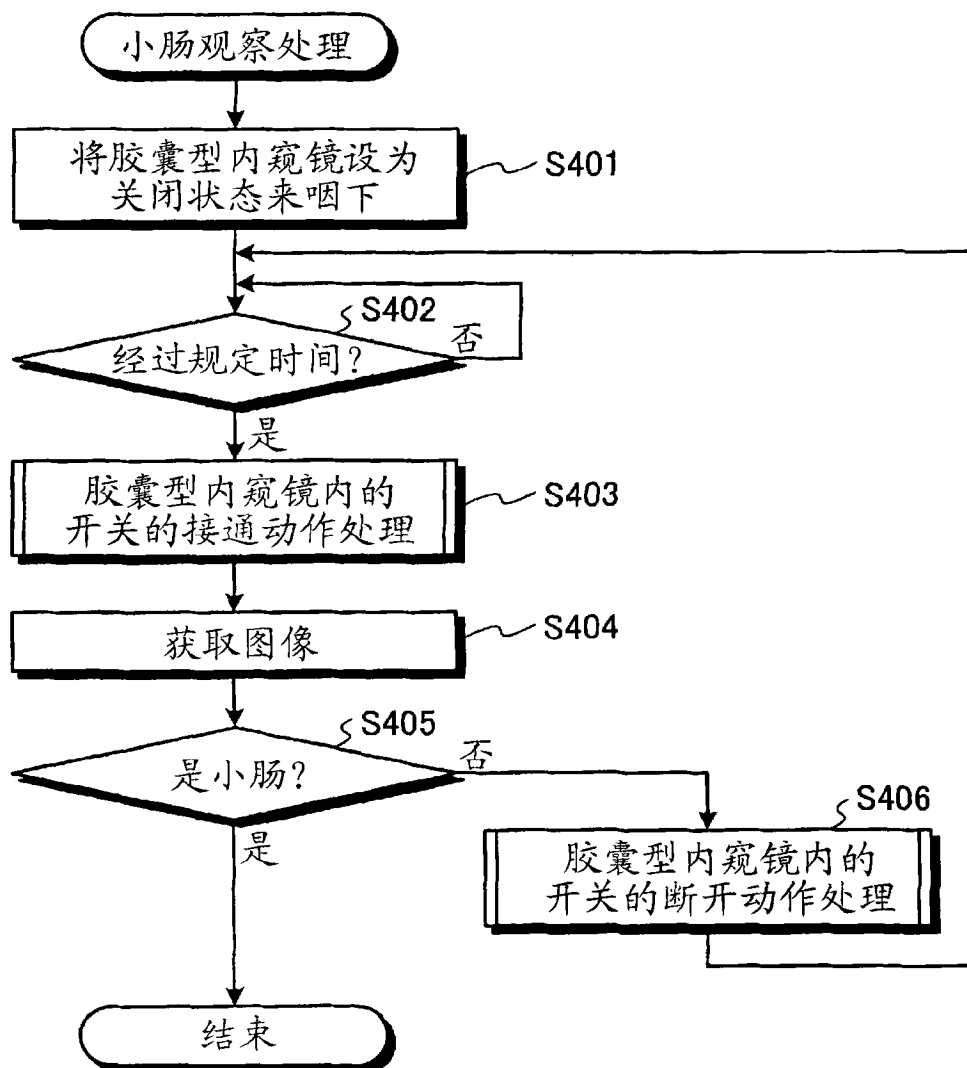 小肠观察处理
将胶囊型内窥镜设为
关闭状态来咽下
S401
S402
经过规定时间?
否
是
胶囊型内窥镜内的
开关的接通动作处理
S403
获取图像
S404
S405
是小肠?
否
是
S406
胶囊型内窥镜内的
开关的断开动作处理
结束